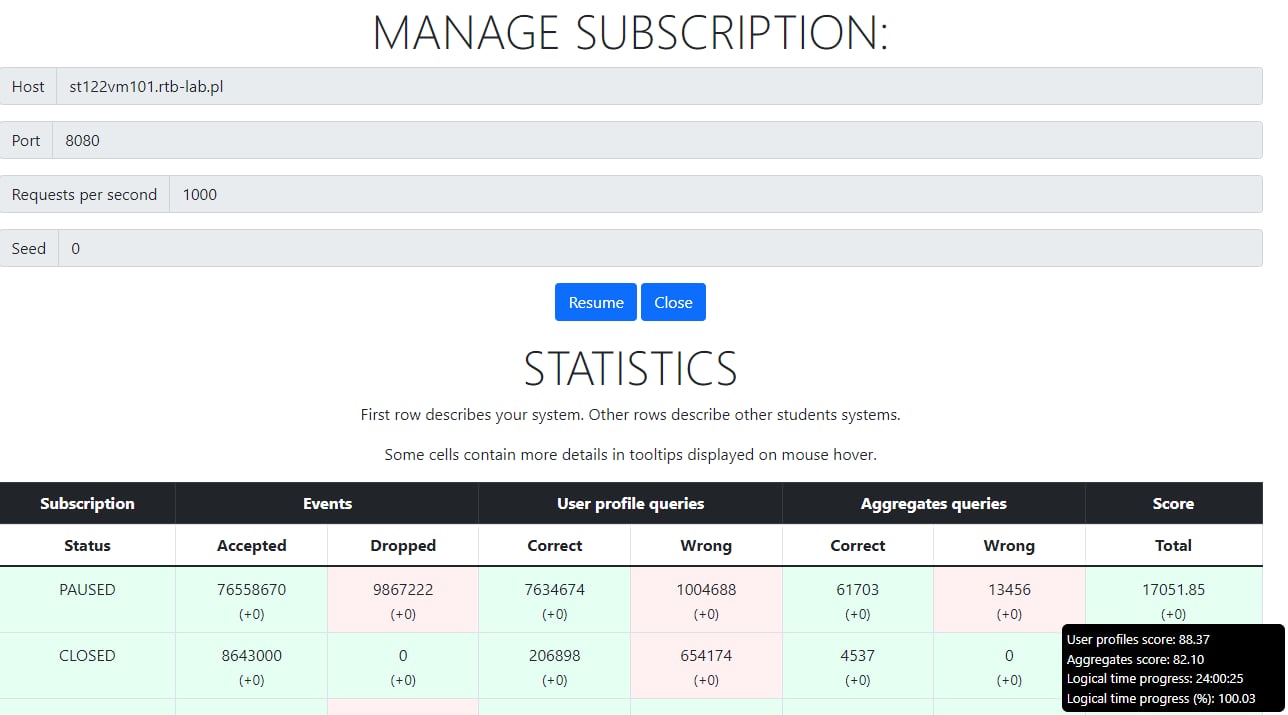 MANAGE SUBSCRIPTION:
Host st122vm101.rtb-lab.pl
Port 8080
Requests per second 1000
Seed 0
Resume Close
STATISTICS
First row describes your system. Other rows describe other students systems.
Some cells contain more details in tooltips displayed on mouse hover.
Subscription Events User profile queries Aggregates queries Score
Status Accepted Dropped Correct Wrong Correct Wrong Total
PAUSED 76558670 9867222 7634674 1004688 61703 13456 17051.85
(+0) (+0) (+0) (+0) (+0) (+0) (+0)
CLOSED 8643000 0 206898 654174 4537 0
(+0) (+0) (+0) (+0) (+0) (+0)
User profiles score: 88.37
Aggregates score: 82.10
Logical time progress: 24:00:25
Logical time progress (%): 100.03